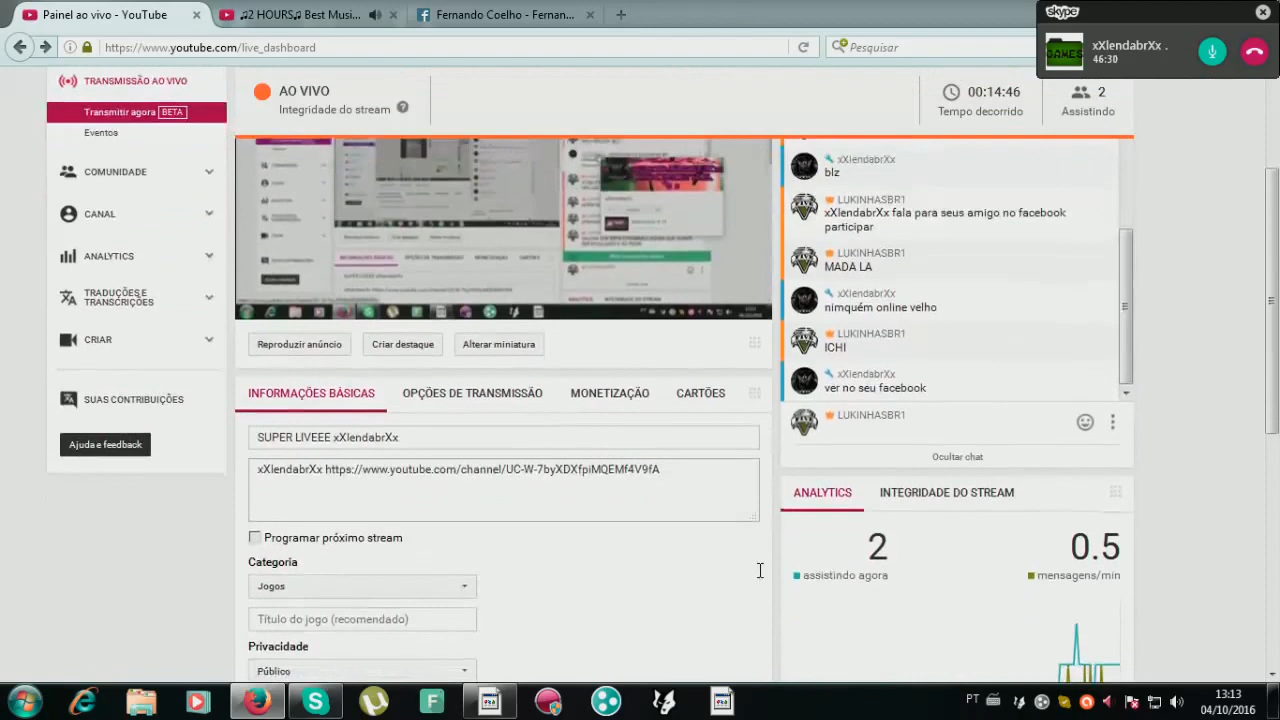 Painel ao vivo - YouTube
♫2 HOURS♫ Best Musi...
Fernando Coelho - Fernan...
https://www.youtube.com/live_dashboard
Pesquisar
skype
GAMES
xXlendabrXx .
46:30
TRANSMISSÃO AO VIVO
Transmitir agora BETA
Eventos
COMUNIDADE
CANAL
ANALYTICS
TRADUÇÕES E
TRANSCRIÇÕES
CRIAR
SUAS CONTRIBUIÇÕES
Ajuda e feedback
AO VIVO
Integridade do stream
00:14:46
Tempo decorrido
2
Assistindo
Reproduzir anúncio
Criar destaque
Alterar miniatura
INFORMAÇÕES BÁSICAS
OPÇÕES DE TRANSMISSÃO
MONETIZAÇÃO
CARTÕES
SUPER LIVEEE xXlendabrXx
xXlendabrXx https://www.youtube.com/channel/UC-W-7byXDXfpiMQEMf4V9fA
Programar próximo stream
Categoria
Jogos
Título do jogo (recomendado)
Privacidade
Público
xXlendabrXx
blz
LUKINHASBR1
xXlendabrXx fala para seus amigo no facebook
participar
LUKINHASBR1
MADA LA
xXlendabrXx
nimquém online velho
LUKINHASBR1
ICHI
xXlendabrXx
ver no seu facebook
LUKINHASBR1
Ocultar chat
ANALYTICS
INTEGRIDADE DO STREAM
2
assistindo agora
0.5
mensagens/min
PT
13:13
04/10/2016